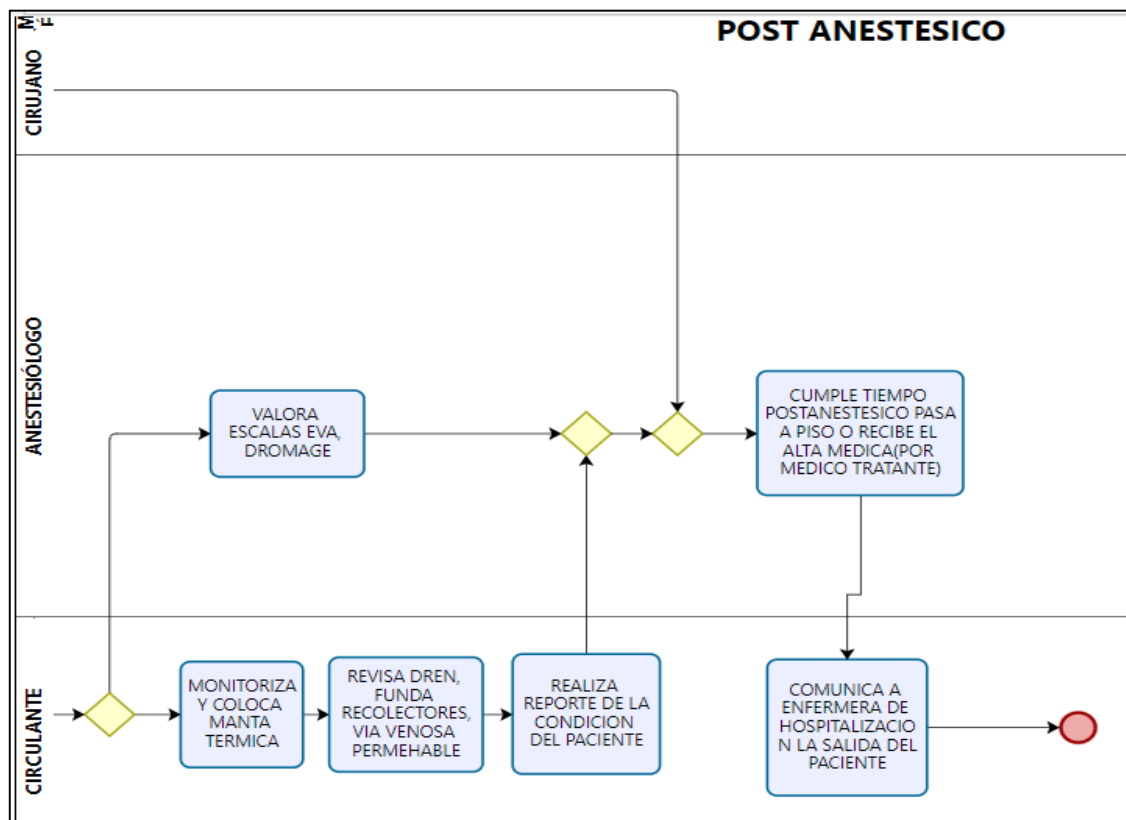 M
F
POST ANESTESICO
CIRUJANO
ANESTESIÓLOGO
VALORA
ESCALAS EVA,
DROMAGE
CUMPLE TIEMPO
POSTANESTESICO PASA
A PISO O RECIBE EL
ALTA MEDICA(POR
MEDICO TRATANTE)
CIRCULANTE
MONITORIZA
Y COLOCA
MANTA
TERMICA
REVISA DREN,
FUNDA
RECOLECTORES,
VIA VENOSA
PERMEHABLE
REALIZA
REPORTE DE LA
CONDICION
DEL PACIENTE
COMUNICA A
ENFERMERA DE
HOSPITALIZACIO
N LA SALIDA DEL
PACIENTE